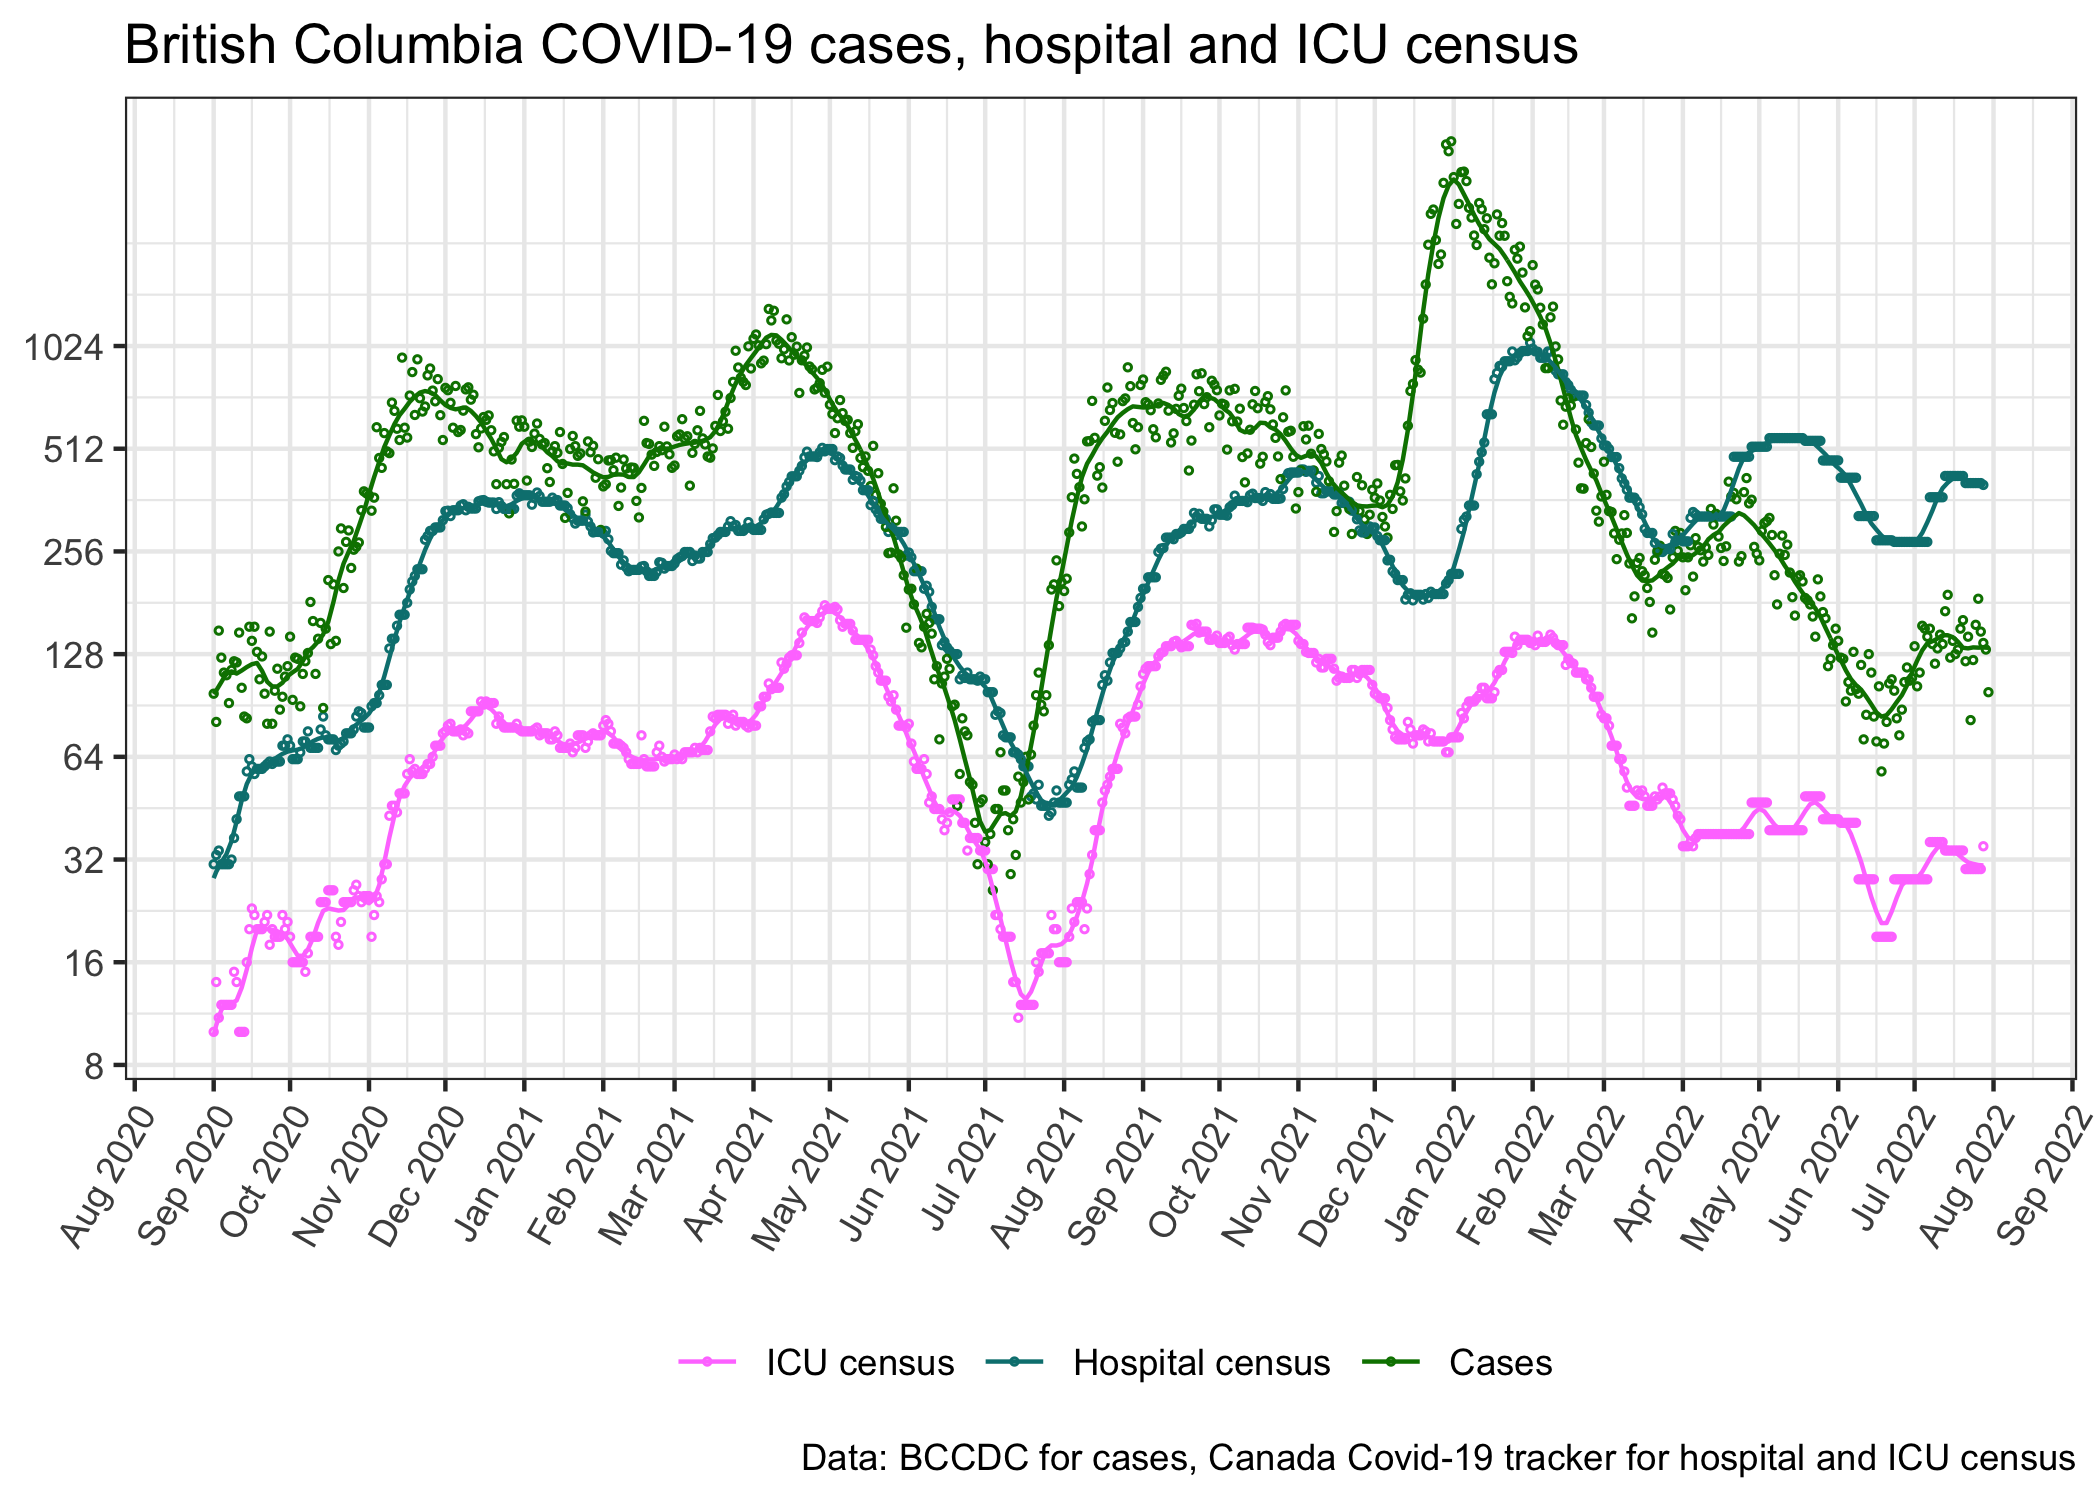 British Columbia COVID-19 cases, hospital and ICU census
1024
512
256
128
64
32
16
8
Aug 2020
Sep 2020
Oct 2020
Nov 2020
Dec 2020
Jan 2021
Feb 2021
Mar 2021
Apr 2021
May 2021
Jun 2021
Jul 2021
Aug 2021
Sep 2021
Oct 2021
Nov 2021
Dec 2021
Jan 2022
Feb 2022
Mar 2022
Apr 2022
May 2022
Jun 2022
Jul 2022
Aug 2022
Sep 2022
ICU census Hospital census Cases
Data: BCCDC for cases, Canada Covid-19 tracker for hospital and ICU census